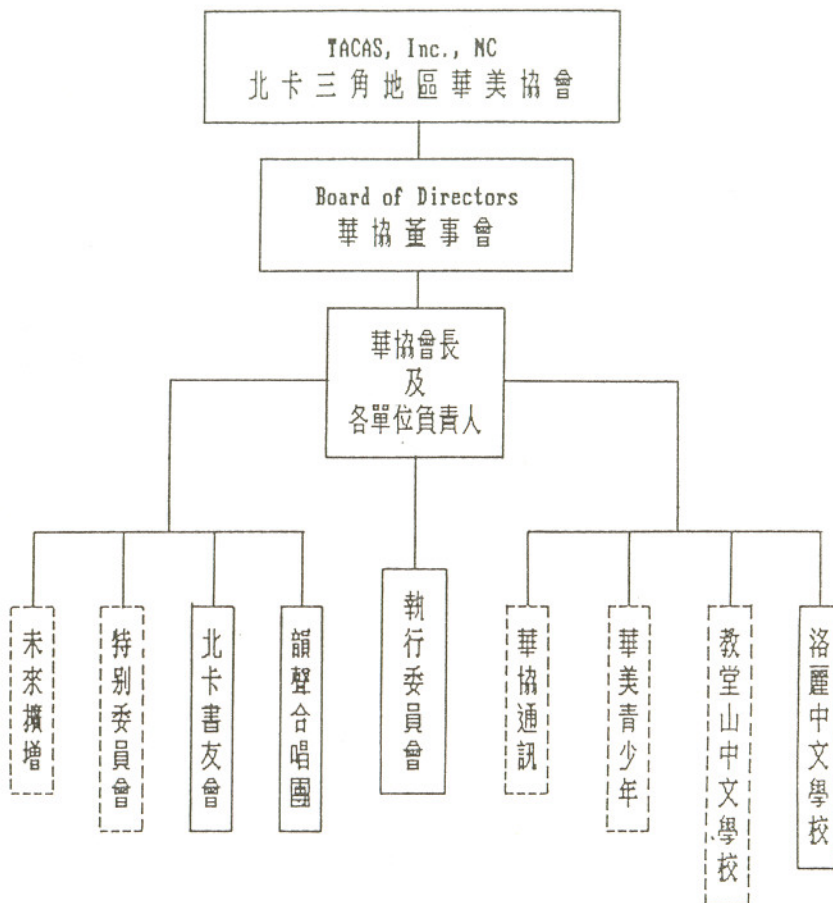 TACAS, Inc., NC
北卡三角地區華美協會
Board of Directors
華協董事會
華協會長
及
各單位負責人
未來擴增
特別委員會
北卡書友會
韻聲合唱團
執行委員會
華協通訊
華美青少年
教堂山中文學校
洛麗中文學校